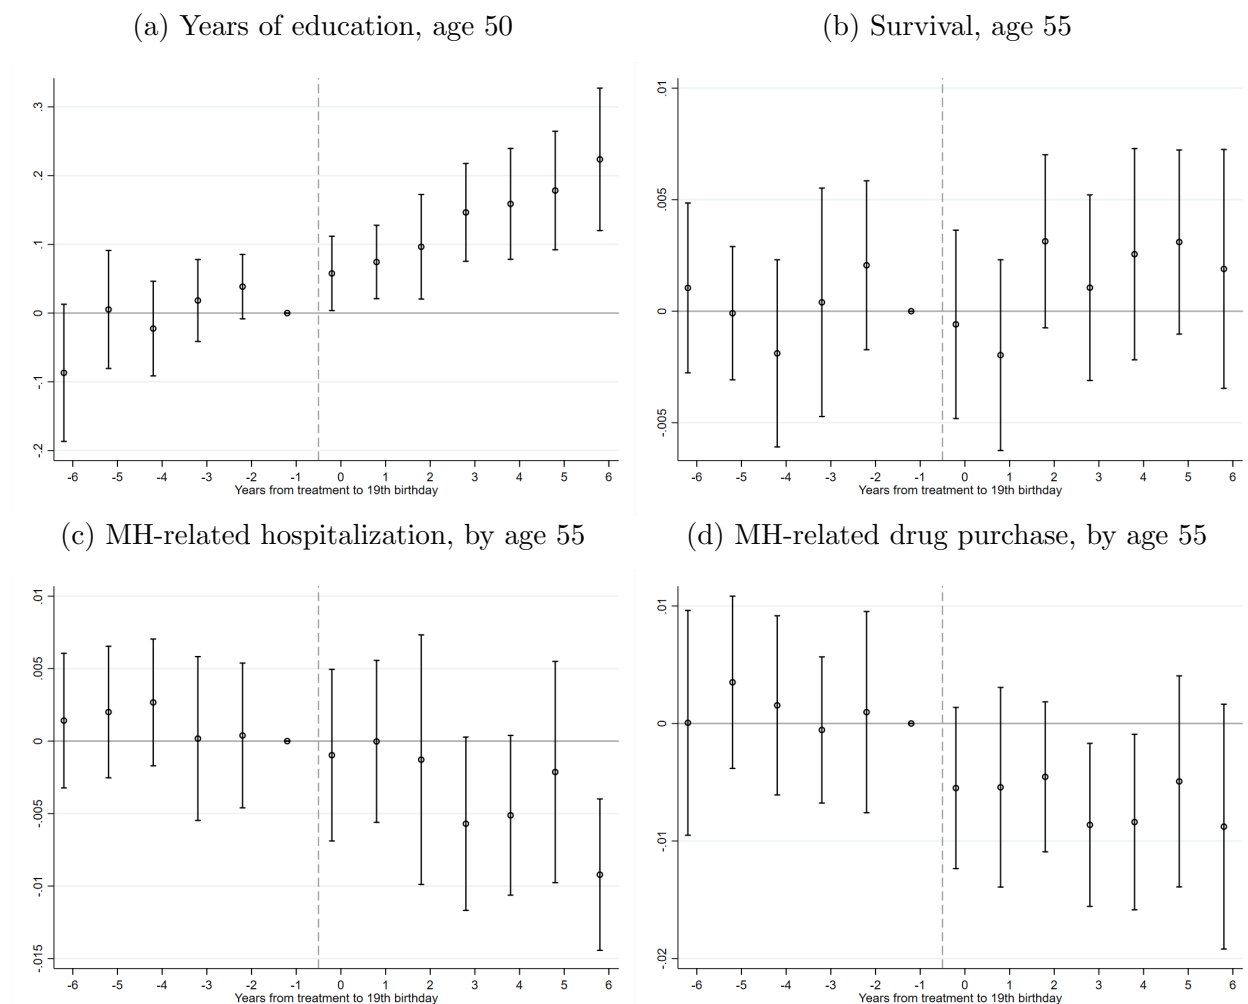 (a) Years of education, age 50
.3
.2
.1
0
-.1
-.2
-6 -5 -4 -3 -2 -1 0 1 2 3 4 5 6
Years from treatment to 19th birthday
(b) Survival, age 55
.01
.005
0
-.005
-6 -5 -4 -3 -2 -1 0 1 2 3 4 5 6
Years from treatment to 19th birthday
(c) MH-related hospitalization, by age 55
.01
.005
0
-.005
-.01
-.015
-6 -5 -4 -3 -2 -1 0 1 2 3 4 5 6
Years from treatment to 19th birthday
(d) MH-related drug purchase, by age 55
.01
0
-.01
-.02
-6 -5 -4 -3 -2 -1 0 1 2 3 4 5 6
Years from treatment to 19th birthday